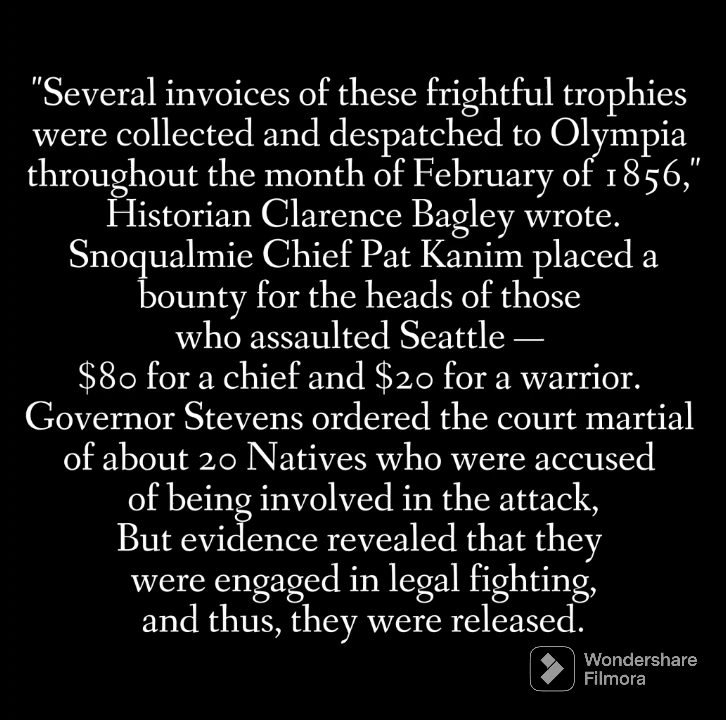 "Several invoices of these frightful trophies
were collected and despatched to Olympia
throughout the month of February of 1856,"
Historian Clarence Bagley wrote.
Snoqualmie Chief Pat Kanim placed a
bounty for the heads of those
who assaulted Seattle —
$80 for a chief and $20 for a warrior.
Governor Stevens ordered the court martial
of about 20 Natives who were accused
of being involved in the attack,
But evidence revealed that they
were engaged in legal fighting,
and thus, they were released.
Wondershare
Filmora